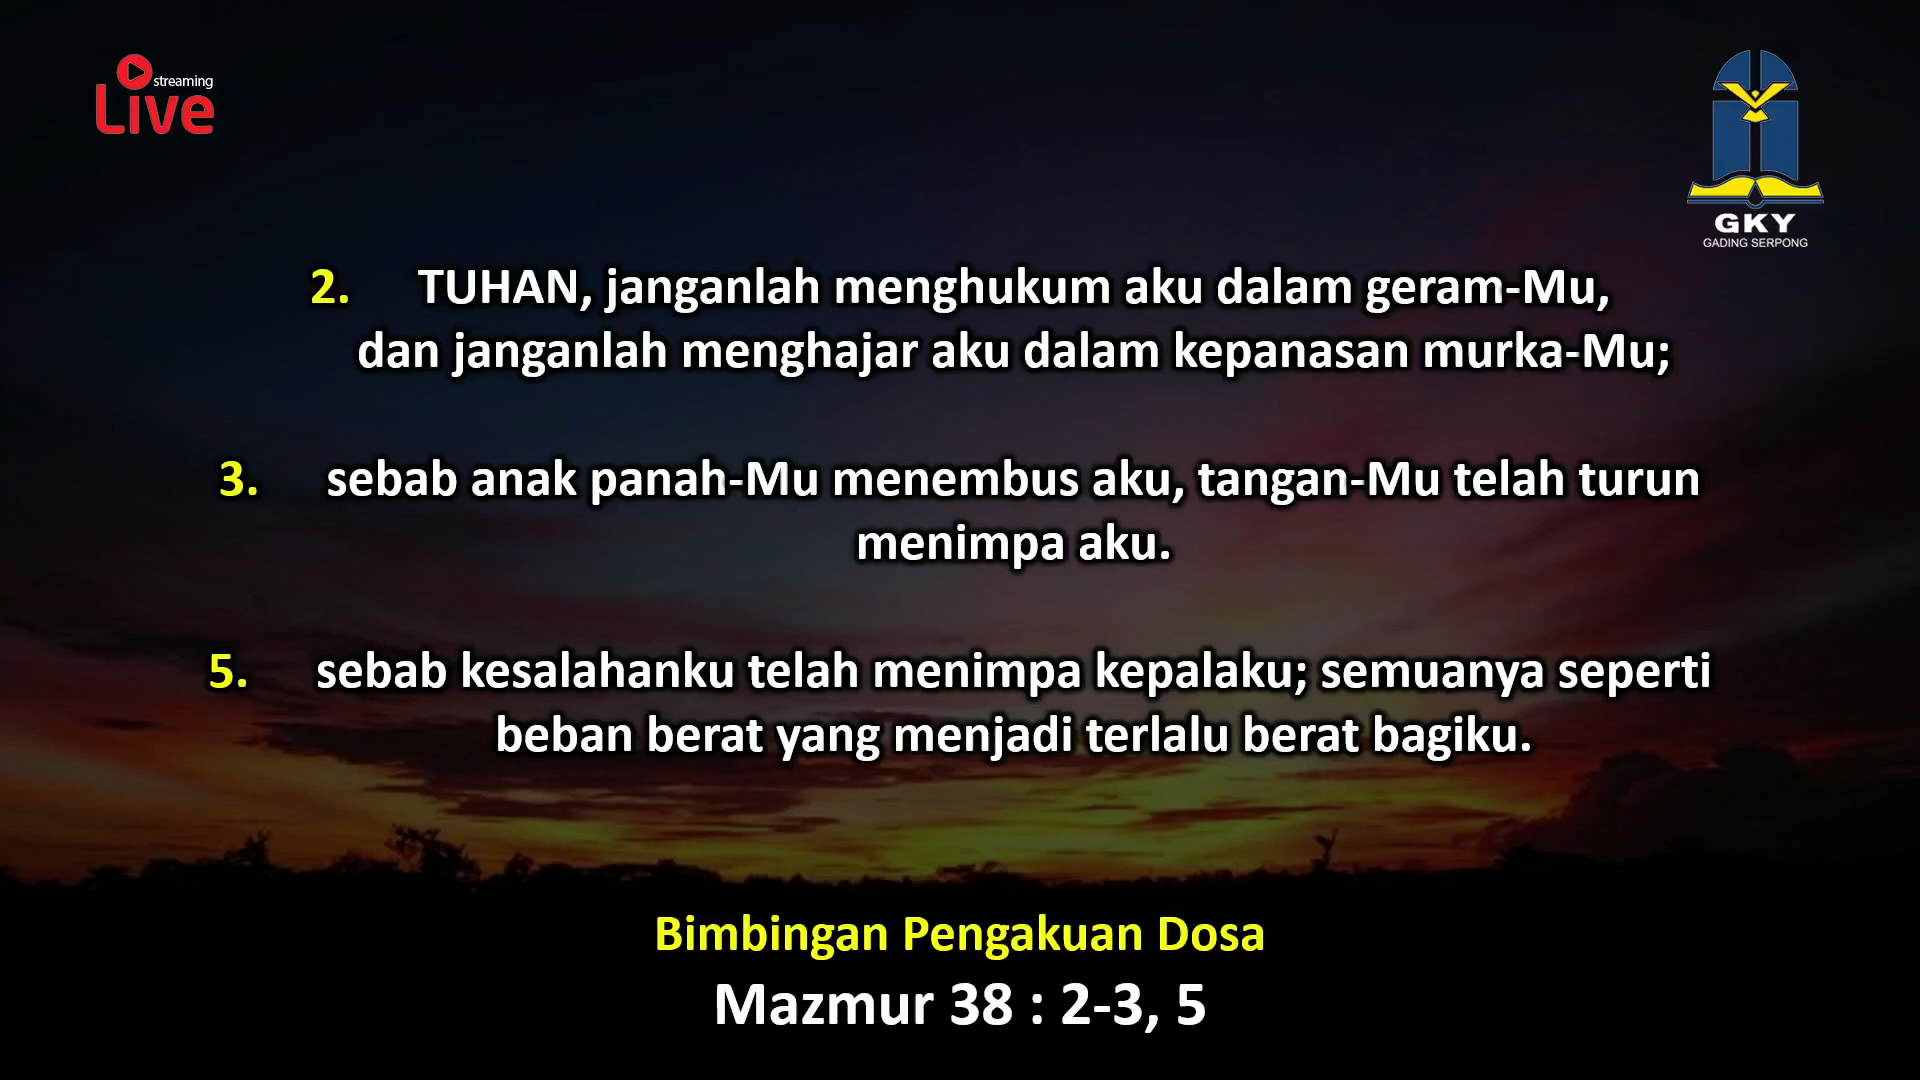 streaming
Live
GKY
GADING SERPONG
2. TUHAN, janganlah menghukum aku dalam geram-Mu,
dan janganlah menghajar aku dalam kepanasan murka-Mu;
3. sebab anak panah-Mu menembus aku, tangan-Mu telah turun
menimpa aku.
5. sebab kesalahanku telah menimpa kepalaku; semuanya seperti
beban berat yang menjadi terlalu berat bagiku.
Bimbingan Pengakuan Dosa
Mazmur 38 : 2-3, 5